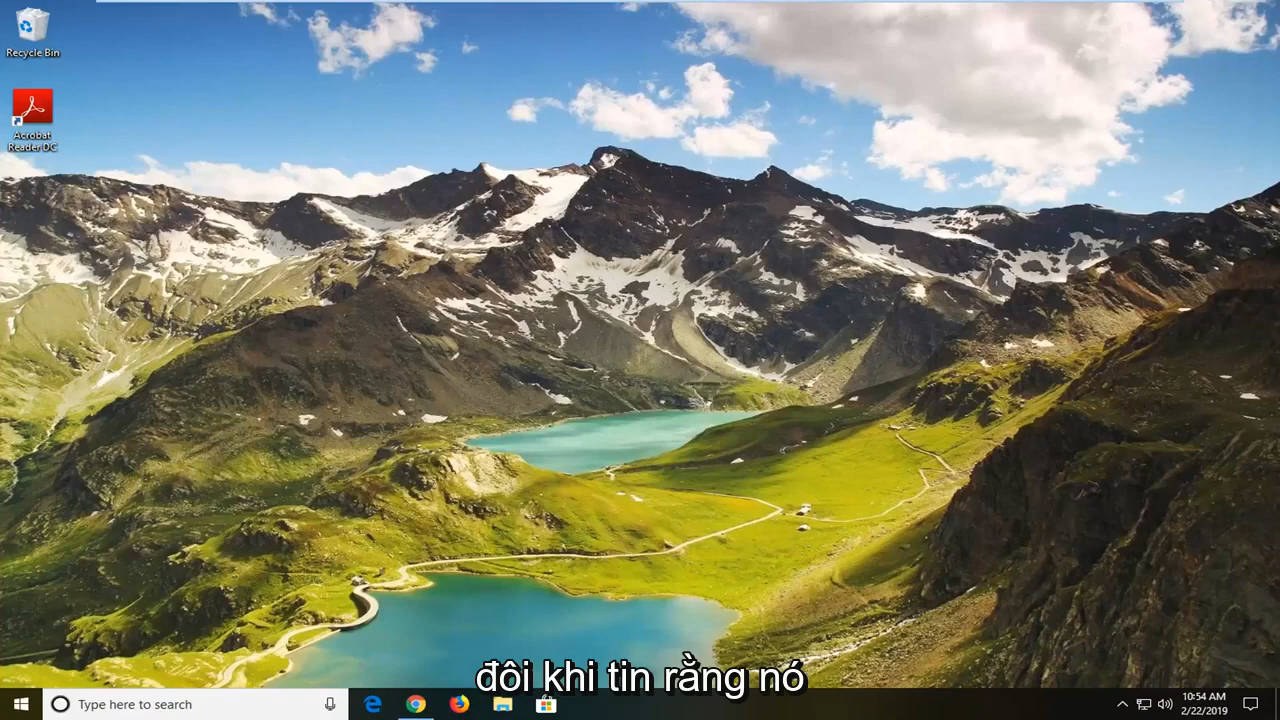 Recycle Bin
Acrobat
Reader DC
đôi khi tin rằng nó
Type here to search
10:54 AM
2/22/2019